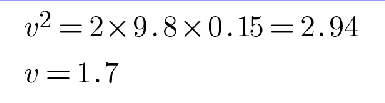 v² = 2 × 9.8 × 0.15 = 2.94
v = 1.7